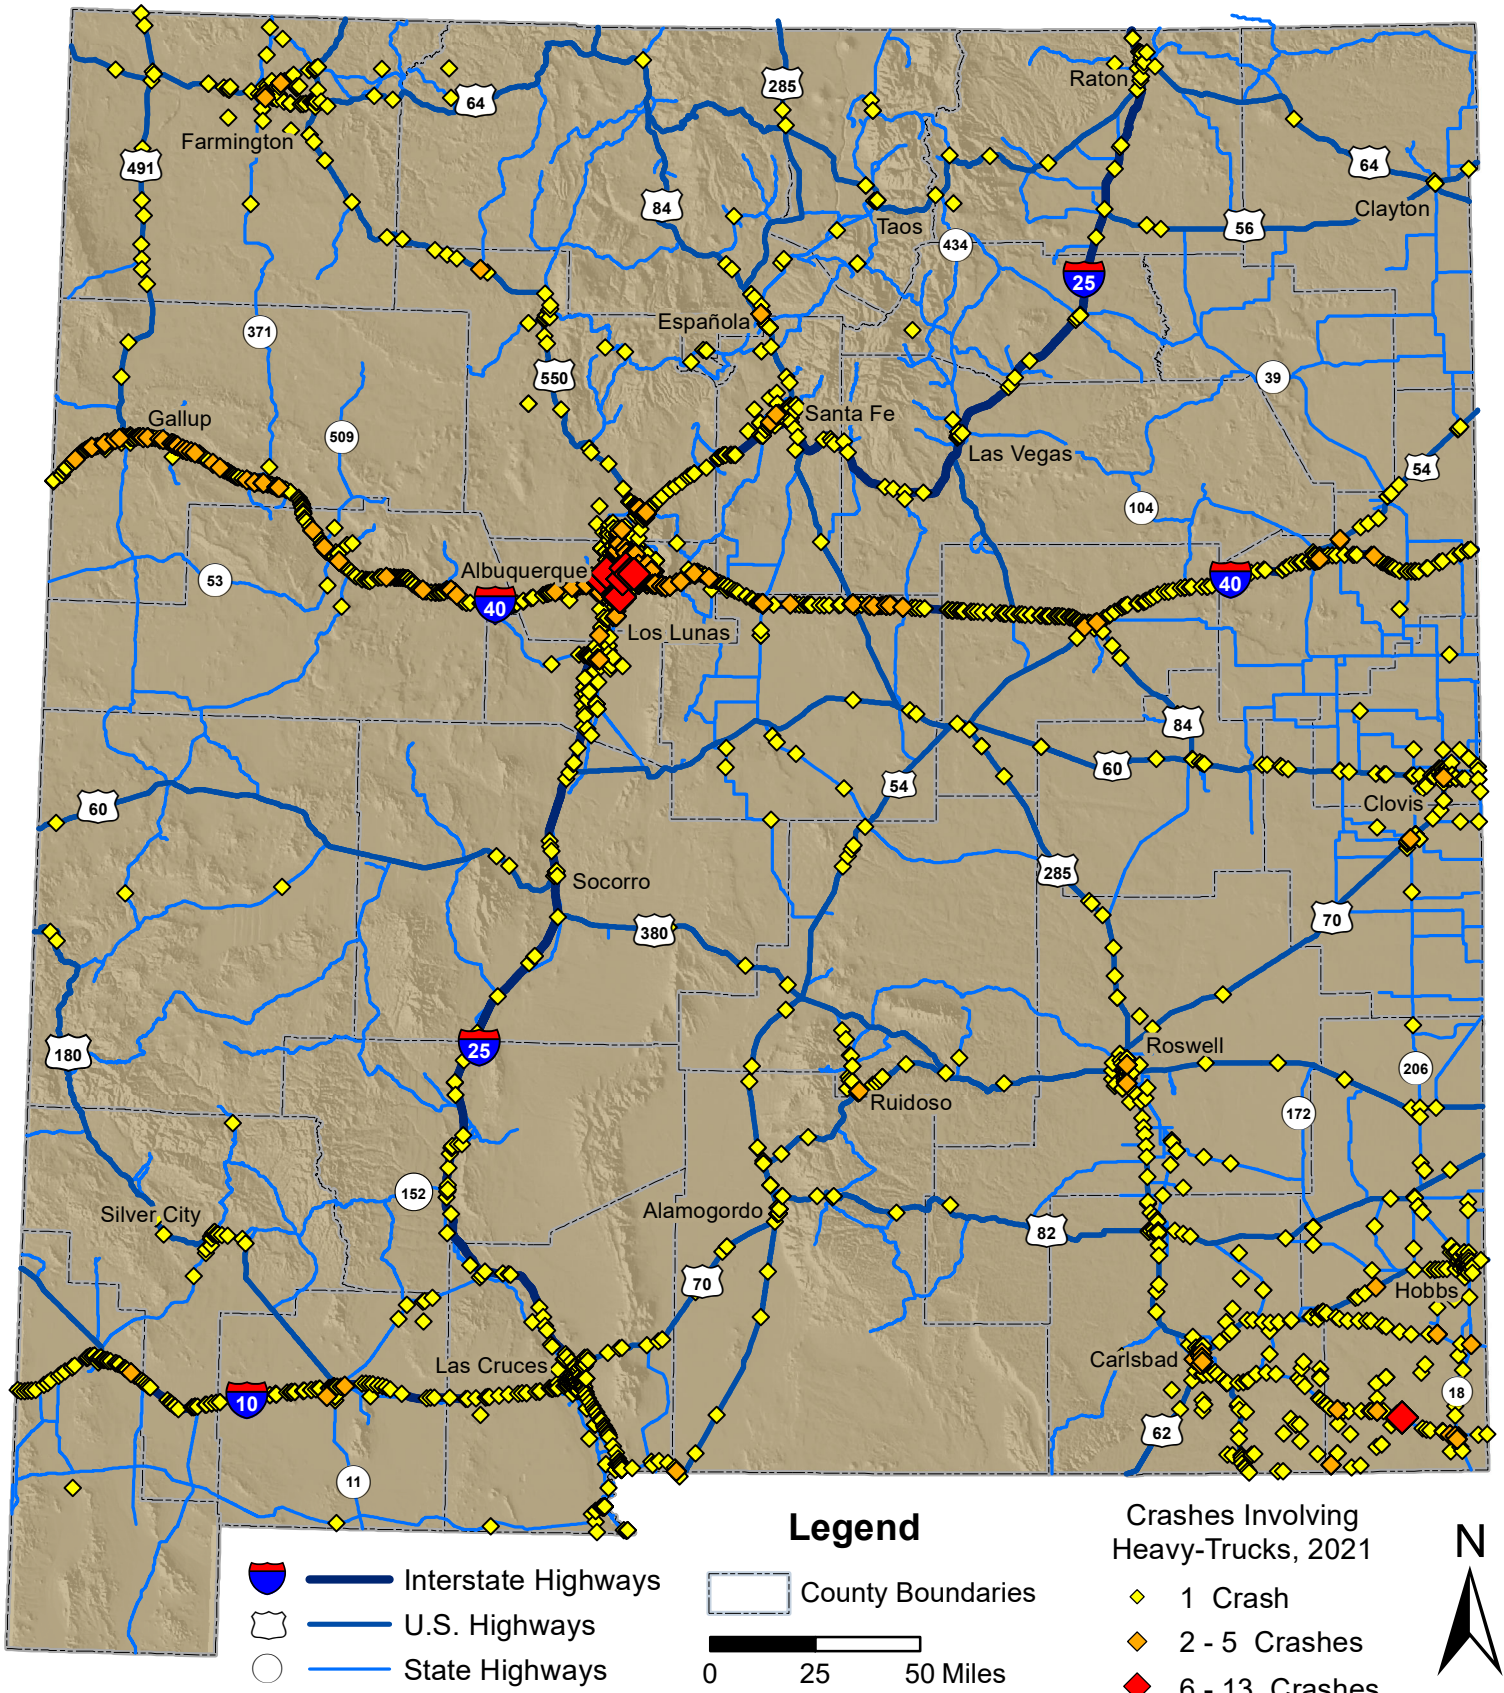 Raton
285
64
Farmington
491
64
84
Taos
Clayton
56
434
25
Española
371
550
39
Gallup
Santa Fe
509
Las Vegas
54
104
Albuquerque
53
40
40
Los Lunas
84
60
54
60
Clovis
285
Socorro
70
380
25
Roswell
180
206
Ruidoso
172
152
Silver City
Alamogordo
82
70
Hobbs
Las Cruces
Carlsbad
10
18
62
11
Legend
Crashes Involving
Heavy-Trucks, 2021
N
Interstate Highways
County Boundaries
1 Crash
U.S. Highways
2 - 5 Crashes
State Highways
0 25 50 Miles
6 - 13 Crashes